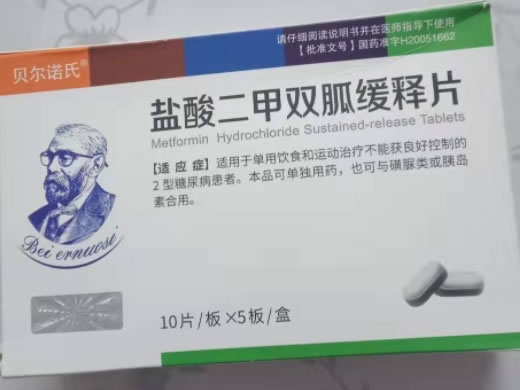 请仔细阅读说明书并在医师指导下使用
【批准文号】国药准字H20051662
贝尔诺氏®
盐酸二甲双胍缓释片
Metformin Hydrochloride Sustained-release Tablets
【适应症】适用于单用饮食和运动治疗不能获良好控制的
2型糖尿病患者。本品可单独用药，也可与磺脲类或胰岛
素合用。
Bei ernuosi
10片/板×5板/盒